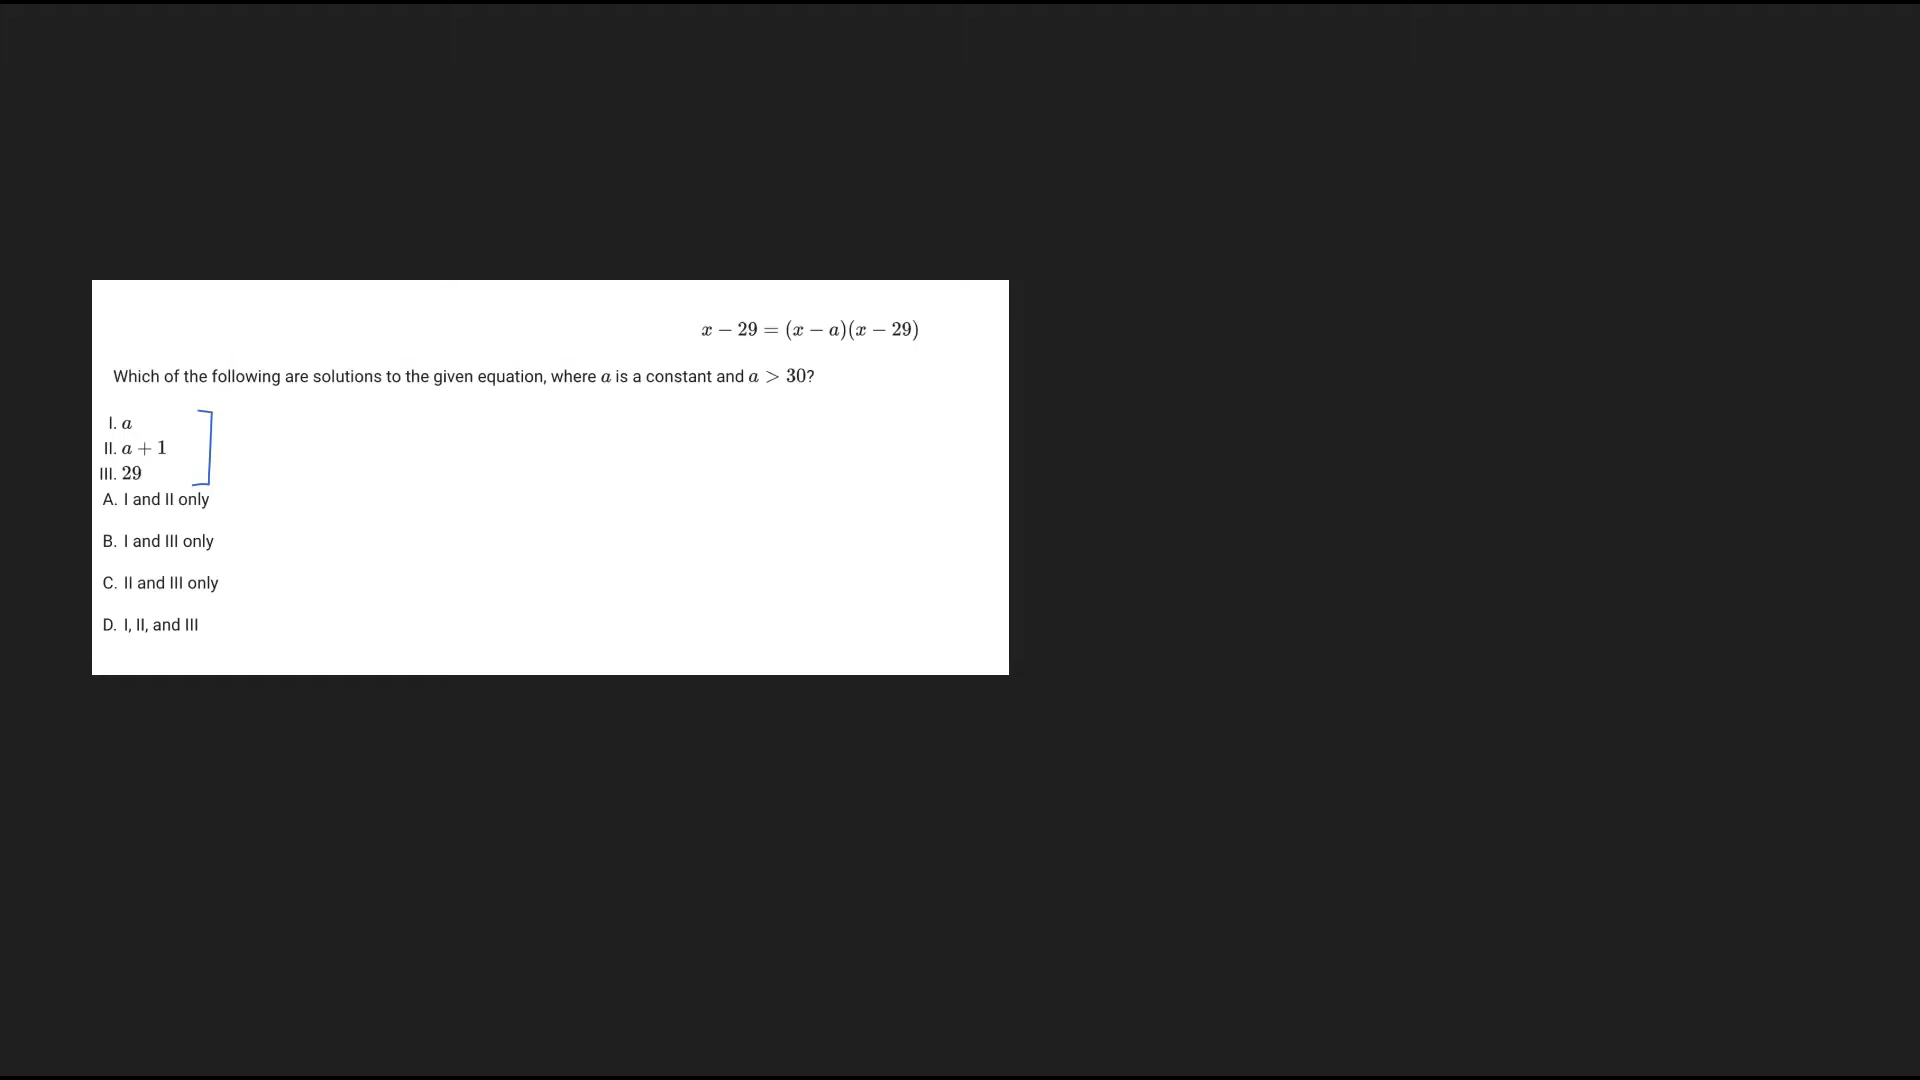 x − 29 = (x − a)(x − 29)
Which of the following are solutions to the given equation, where a is a constant and a > 30?
I. a
II. a + 1
III. 29
A. I and II only
B. I and III only
C. II and III only
D. I, II, and III